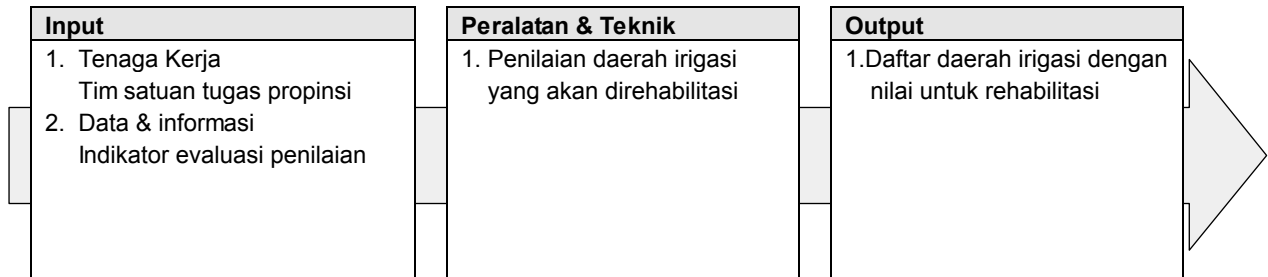 Input
1. Tenaga Kerja
Tim satuan tugas propinsi
2. Data & informasi
Indikator evaluasi penilaian
Peralatan & Teknik
1. Penilaian daerah irigasi
yang akan direhabilitasi
Output
1.Daftar daerah irigasi dengan
nilai untuk rehabilitasi